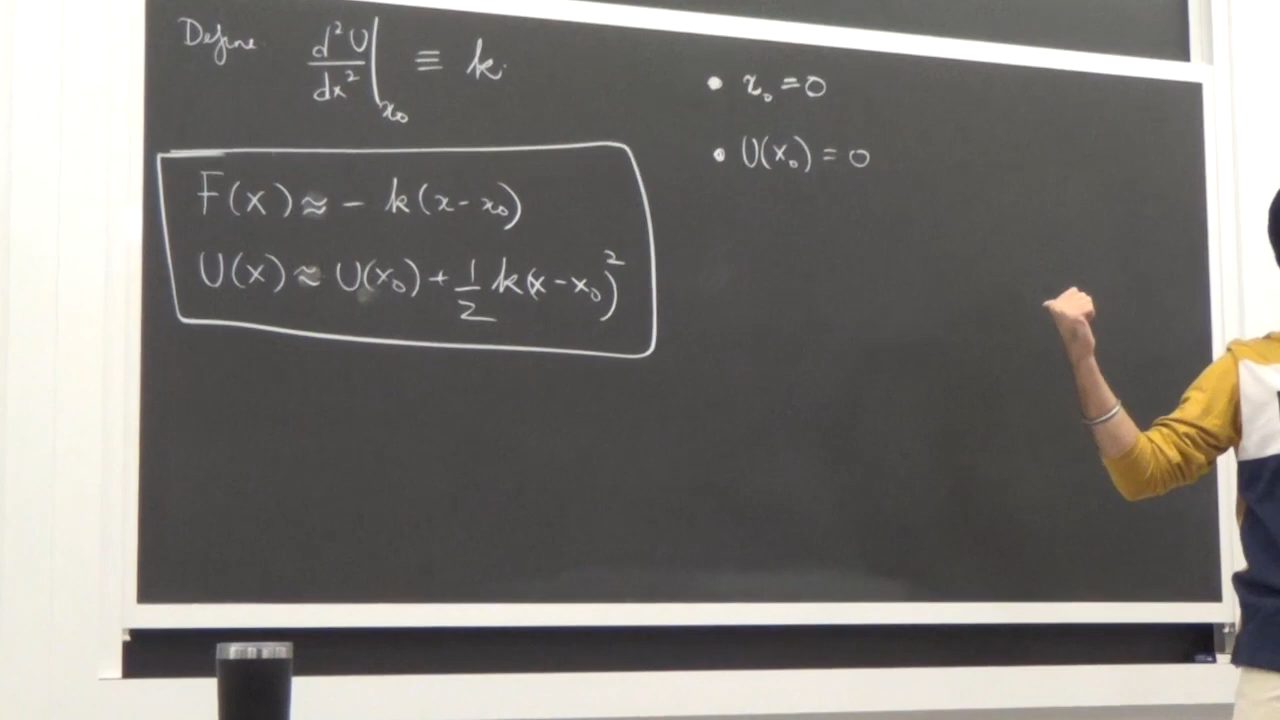 Define d²U/dx²|ₓ₀ ≡ k.
F(x) ≈ - k(x - x₀)
U(x) ≈ U(x₀) + 1/2 k(x - x₀)²
• x₀ = 0
• U(x₀) = 0